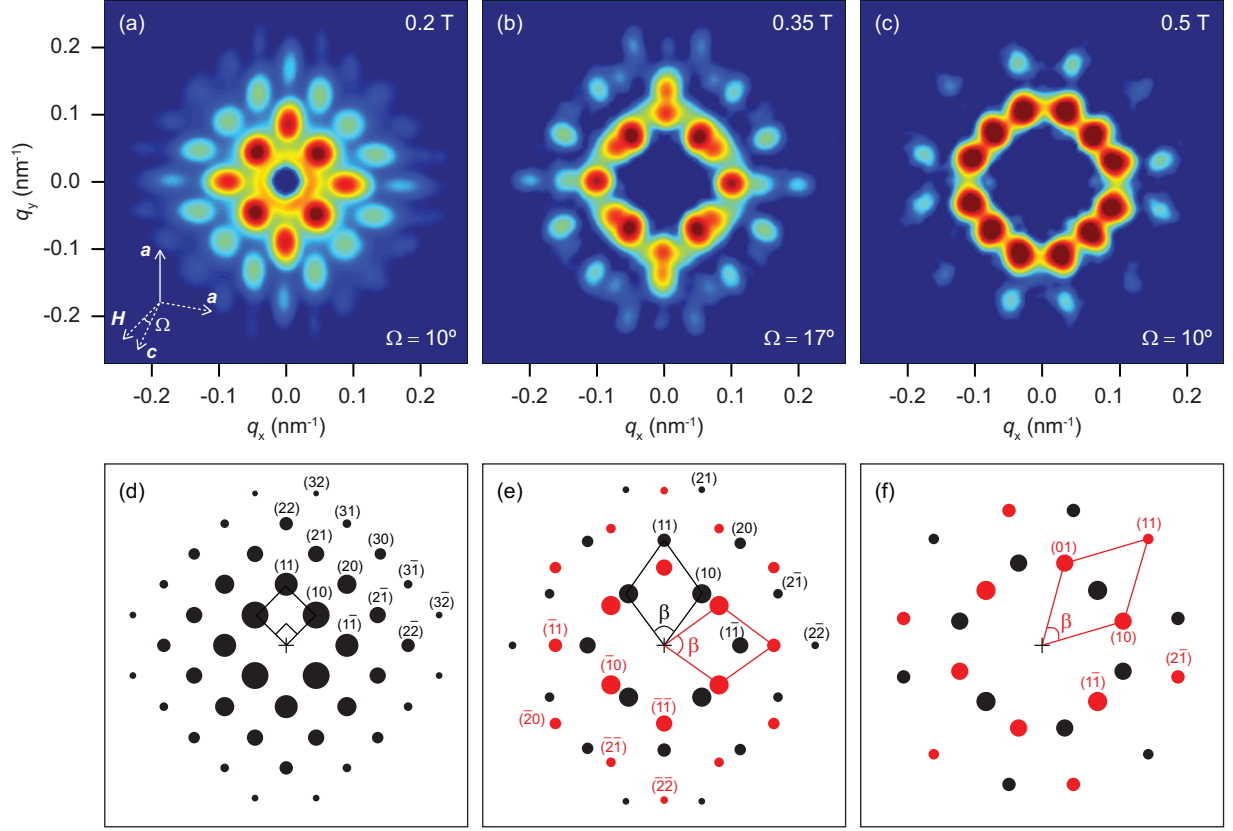 (a) 0.2 T
(b) 0.35 T
(c) 0.5 T
0.2
0.1
0.0
-0.1
-0.2
qy (nm⁻¹)
a
a
H
Ω
c
Ω = 10º
Ω = 17º
Ω = 10º
-0.2 -0.1 0.0 0.1 0.2
-0.2 -0.1 0.0 0.1 0.2
-0.2 -0.1 0.0 0.1 0.2
qx (nm⁻¹)
qx (nm⁻¹)
qx (nm⁻¹)
(d)
(32)
(22)
(31)
(21)
(30)
(11)
(20)
(31̄)
(10)
(21̄)
(32̄)
(11̄)
(22̄)
(e)
(21)
(11)
(20)
(10)
(21̄)
β
(11̄)
(22̄)
β
(1̄1)
(1̄0)
(1̄1̄)
(2̄0)
(2̄1̄)
(2̄2̄)
(f)
(11)
(01)
β
(10)
(11̄)
(21̄)